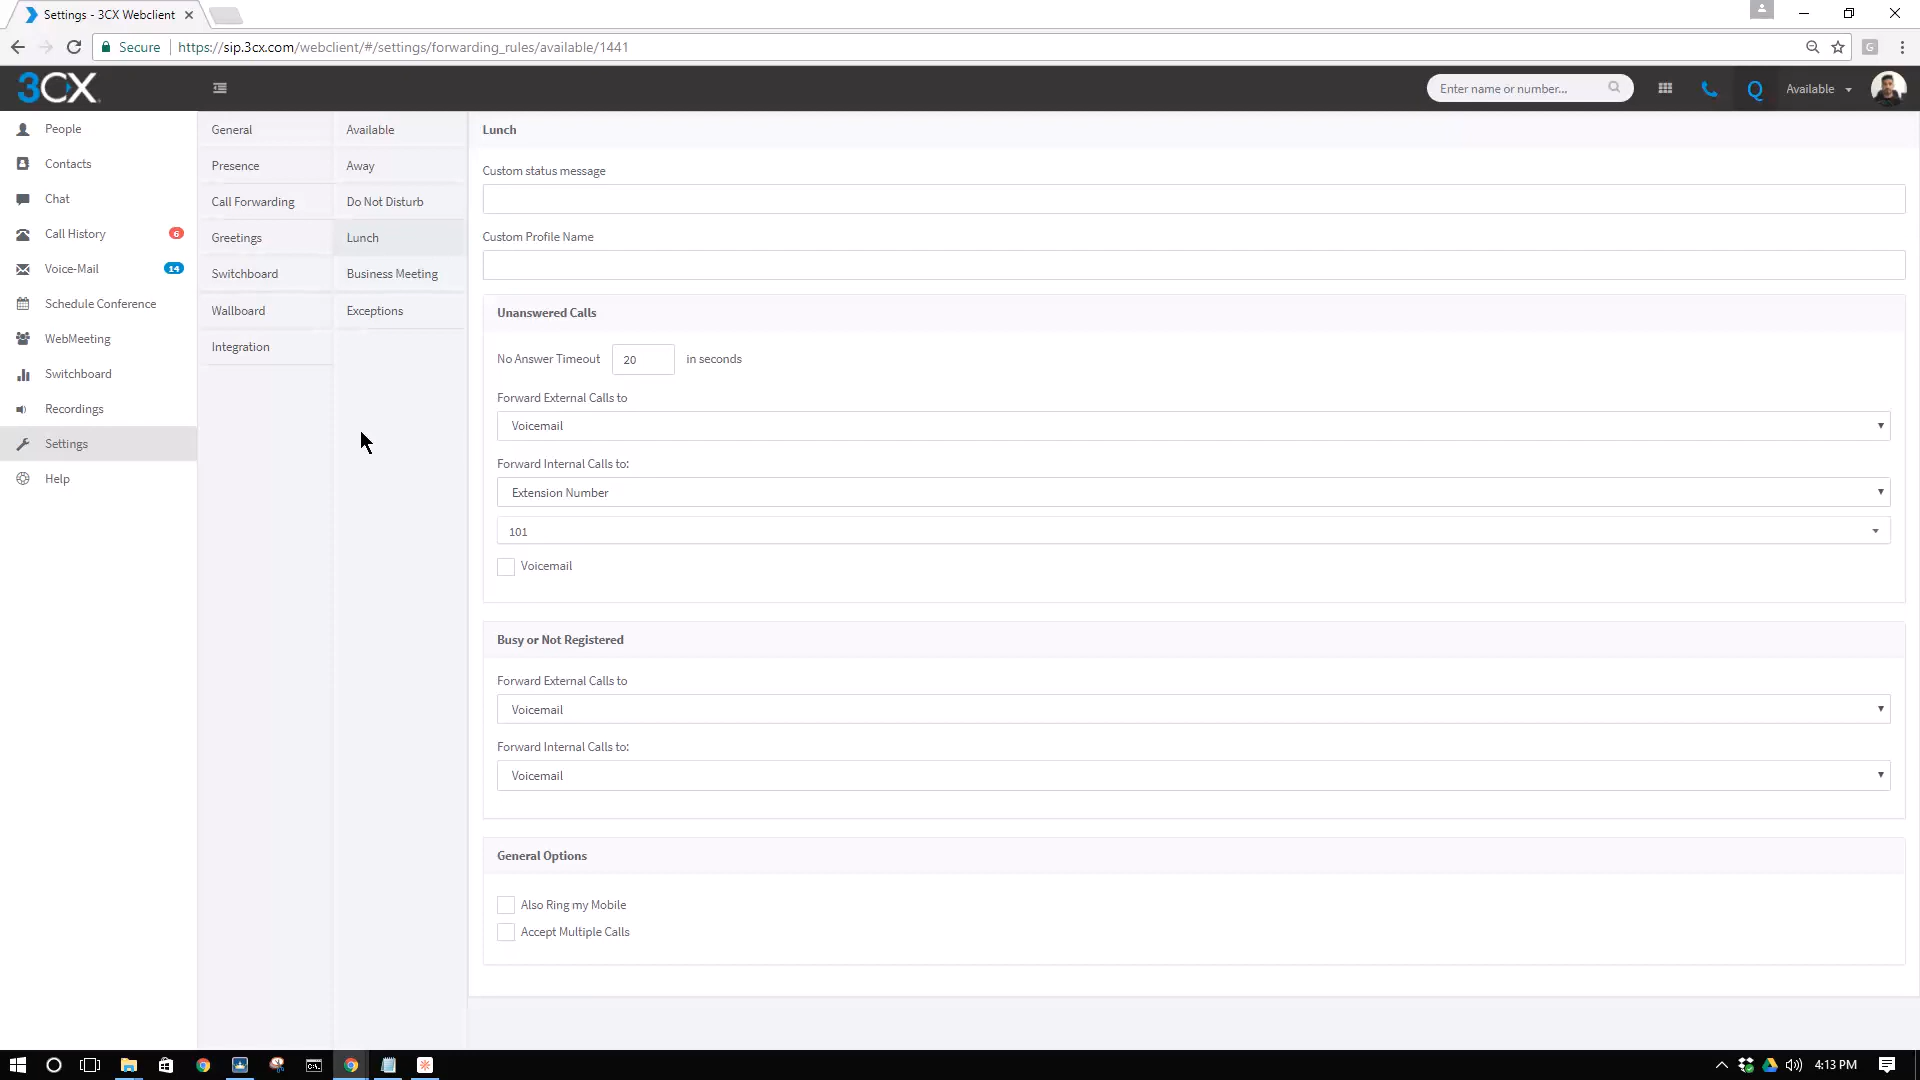 Settings - 3CX Webclient
Secure https://sip.3cx.com/webclient/#/settings/forwarding_rules/available/1441
3CX
Enter name or number...
Q
Available
People
Contacts
Chat
Call History 6
Voice-Mail 14
Schedule Conference
WebMeeting
Switchboard
Recordings
Settings
Help
General
Presence
Call Forwarding
Greetings
Switchboard
Wallboard
Integration
Available
Away
Do Not Disturb
Lunch
Business Meeting
Exceptions
Lunch
Custom status message
Custom Profile Name
Unanswered Calls
No Answer Timeout 20 in seconds
Forward External Calls to
Voicemail
Forward Internal Calls to:
Extension Number
101
Voicemail
Busy or Not Registered
Forward External Calls to
Voicemail
Forward Internal Calls to:
Voicemail
General Options
Also Ring my Mobile
Accept Multiple Calls
4:13 PM